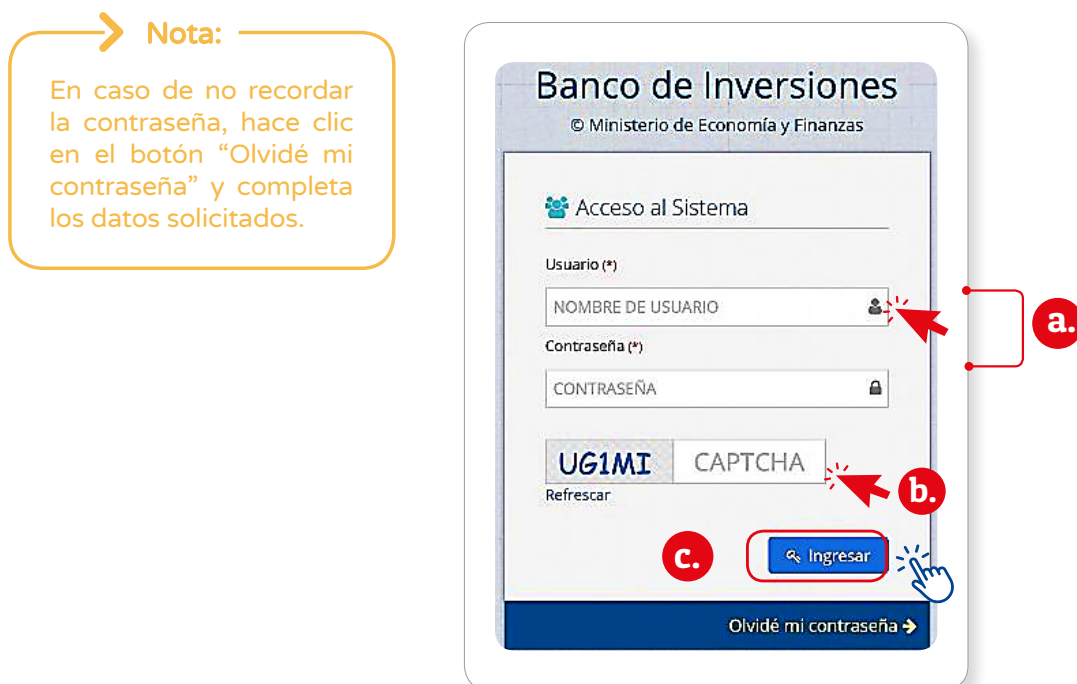 Nota:
En caso de no recordar
la contraseña, hace clic
en el botón “Olvidé mi
contraseña” y completa
los datos solicitados.
Banco de Inversiones
© Ministerio de Economía y Finanzas
Acceso al Sistema
Usuario (*)
NOMBRE DE USUARIO
a.
Contraseña (*)
CONTRASEÑA
UG1MI CAPTCHA
b.
Refrescar
c.
Ingresar
Olvidé mi contraseña